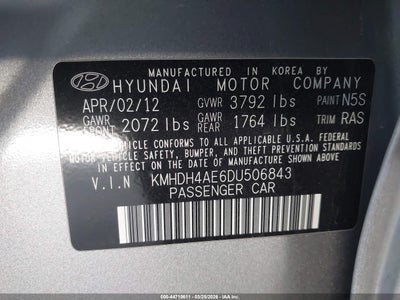 MANUFACTURED IN KOREA BY
HYUNDAI MOTOR COMPANY
APR/02/12 GVWR 3792 lbs PAINT N5S
GAWR FRONT 2072 lbs GAWR REAR 1764 lbs TRIM RAS
THIS VEHICLE CONFORMS TO ALL APPLICABLE U.S.A. FEDERAL
MOTOR VEHICLE SAFETY, BUMPER, AND THEFT PREVENTION
STANDARDS IN EFFECT ON THE DATE OF MANUFACTURE SHOWN ABOVE.
V.I.N KMHDH4AE6DU506843
PASSENGER CAR